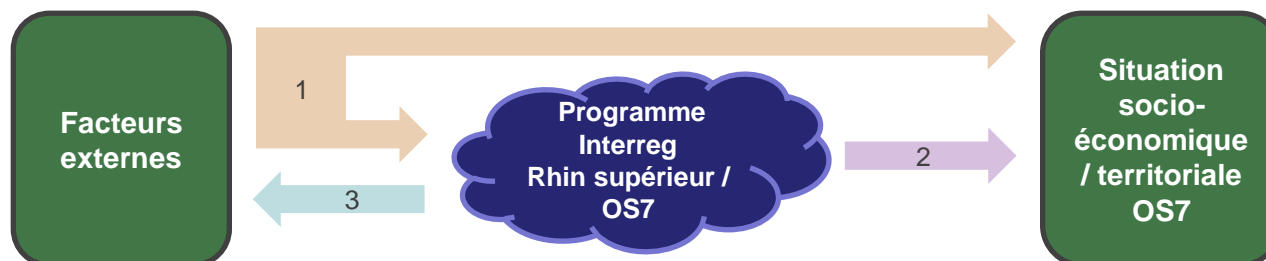 Facteurs
externes
1
3
Programme
Interreg
Rhin supérieur /
OS7
2
Situation
socio-
économique
/ territoriale
OS7